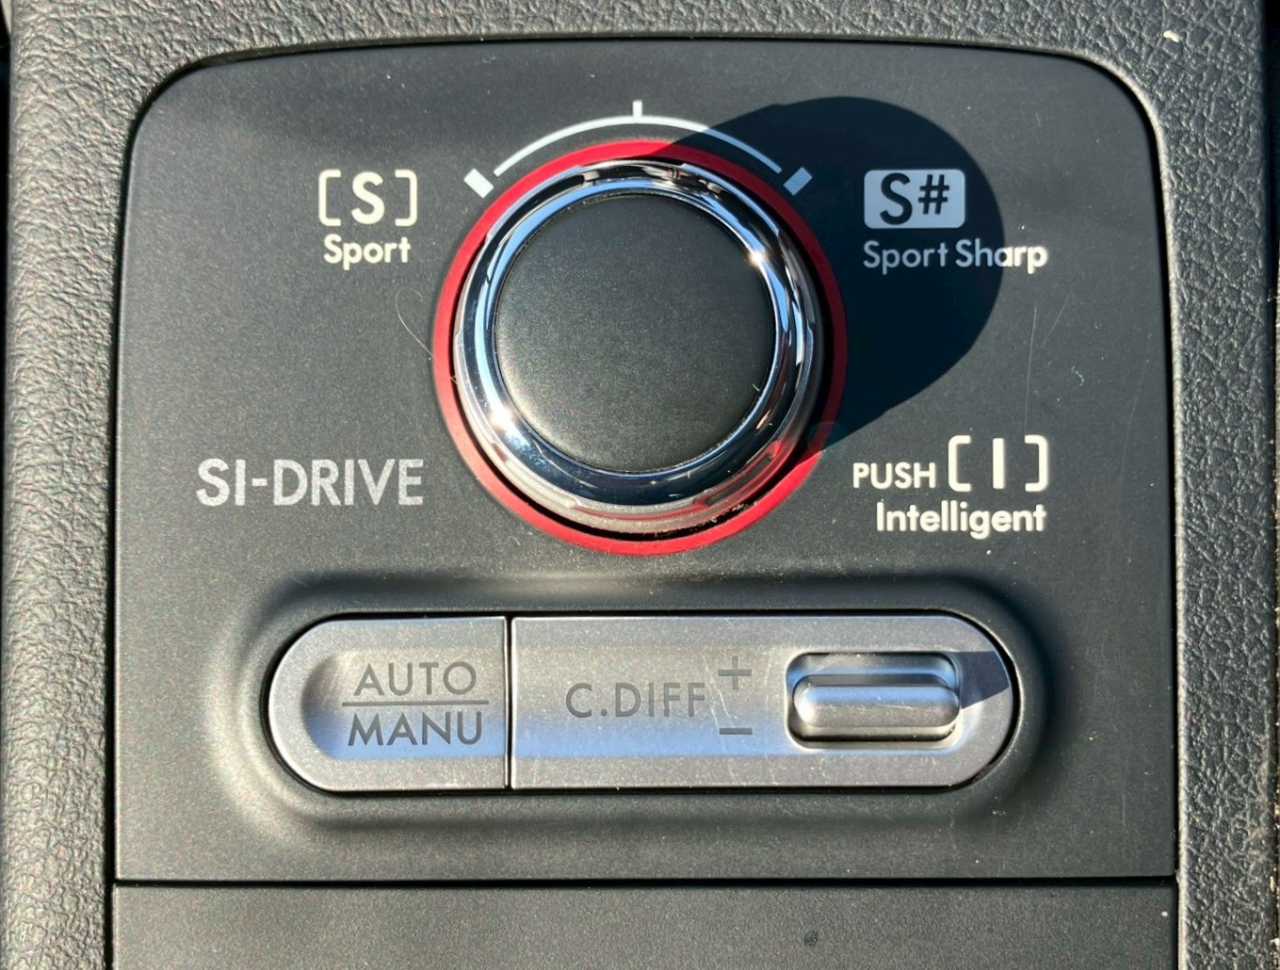 [S]
Sport
S#
Sport Sharp
SI-DRIVE
PUSH [I]
Intelligent
AUTO
MANU
C.DIFF + −